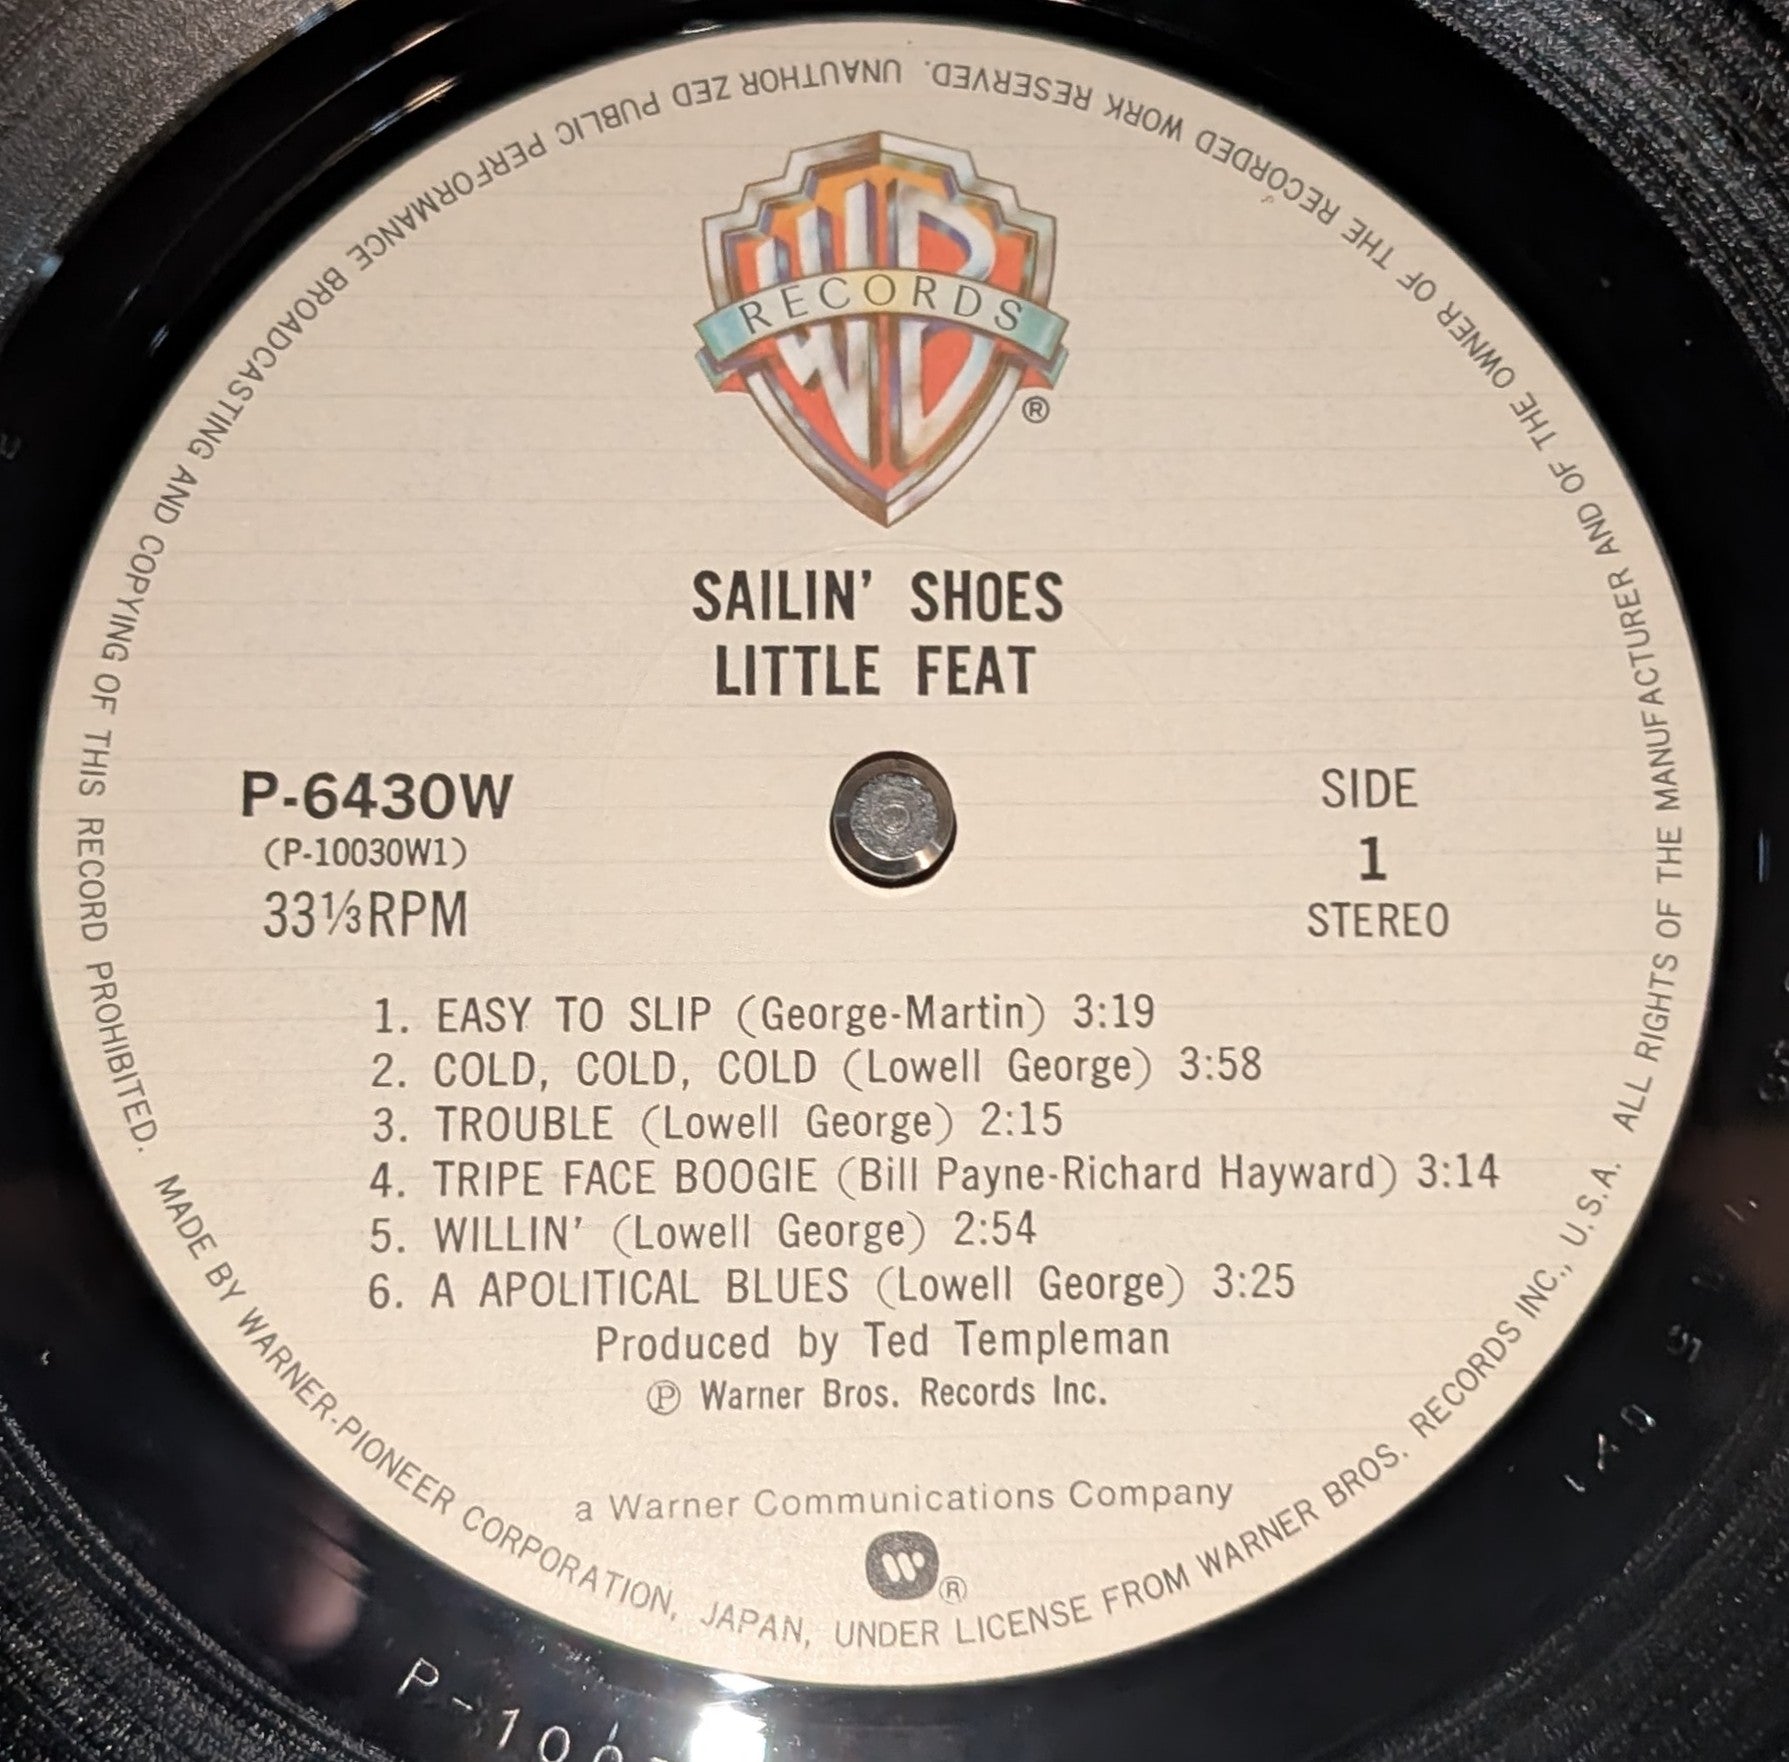 WB
RECORDS
®
SAILIN' SHOES
LITTLE FEAT
P-6430W
(P-10030W1)
33⅓RPM
SIDE
1
STEREO
1. EASY TO SLIP (George-Martin) 3:19
2. COLD, COLD, COLD (Lowell George) 3:58
3. TROUBLE (Lowell George) 2:15
4. TRIPE FACE BOOGIE (Bill Payne-Richard Hayward) 3:14
5. WILLIN' (Lowell George) 2:54
6. A APOLITICAL BLUES (Lowell George) 3:25
Produced by Ted Templeman
Ⓟ Warner Bros. Records Inc.
a Warner Communications Company
W ®
MADE BY WARNER-PIONEER CORPORATION, JAPAN, UNDER LICENSE FROM WARNER BROS. RECORDS INC., U.S.A. ALL RIGHTS OF THE MANUFACTURER AND OF THE OWNER OF THE RECORDED WORK RESERVED. UNAUTHOR ZED PUBLIC PERFORMANCE BROADCASTING AND COPYING OF THIS RECORD PROHIBITED.
P-100